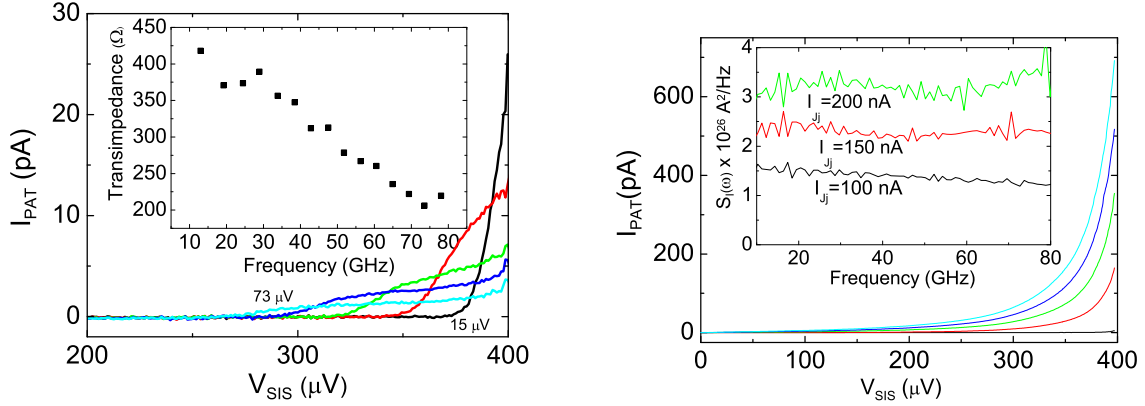 30
20
10
0
I_PAT (pA)
200
300
400
V_SIS (μV)
73 μV
15 μV
450
400
350
300
250
200
Transimpedance (Ω)
10 20 30 40 50 60 70 80
Frequency (GHz)
600
400
200
0
I_PAT(pA)
0 100 200 300 400
V_SIS (μV)
4
3
2
1
0
S_I(ω) x 10^26 A^2/Hz
I_Jj=200 nA
I_Jj=150 nA
I_Jj=100 nA
20 40 60 80
Frequency (GHz)